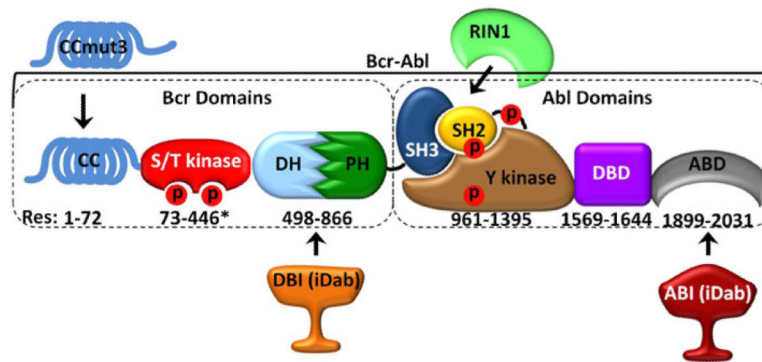 CCmut3
RIN1
Bcr-Abl
Bcr Domains
Abl Domains
CC
S/T kinase
DH
PH
SH3
SH2
Y kinase
DBD
ABD
P
P
P
P
P
Res: 1-72
73-446*
498-866
961-1395
1569-1644
1899-2031
DBI (iDab)
ABI (iDab)